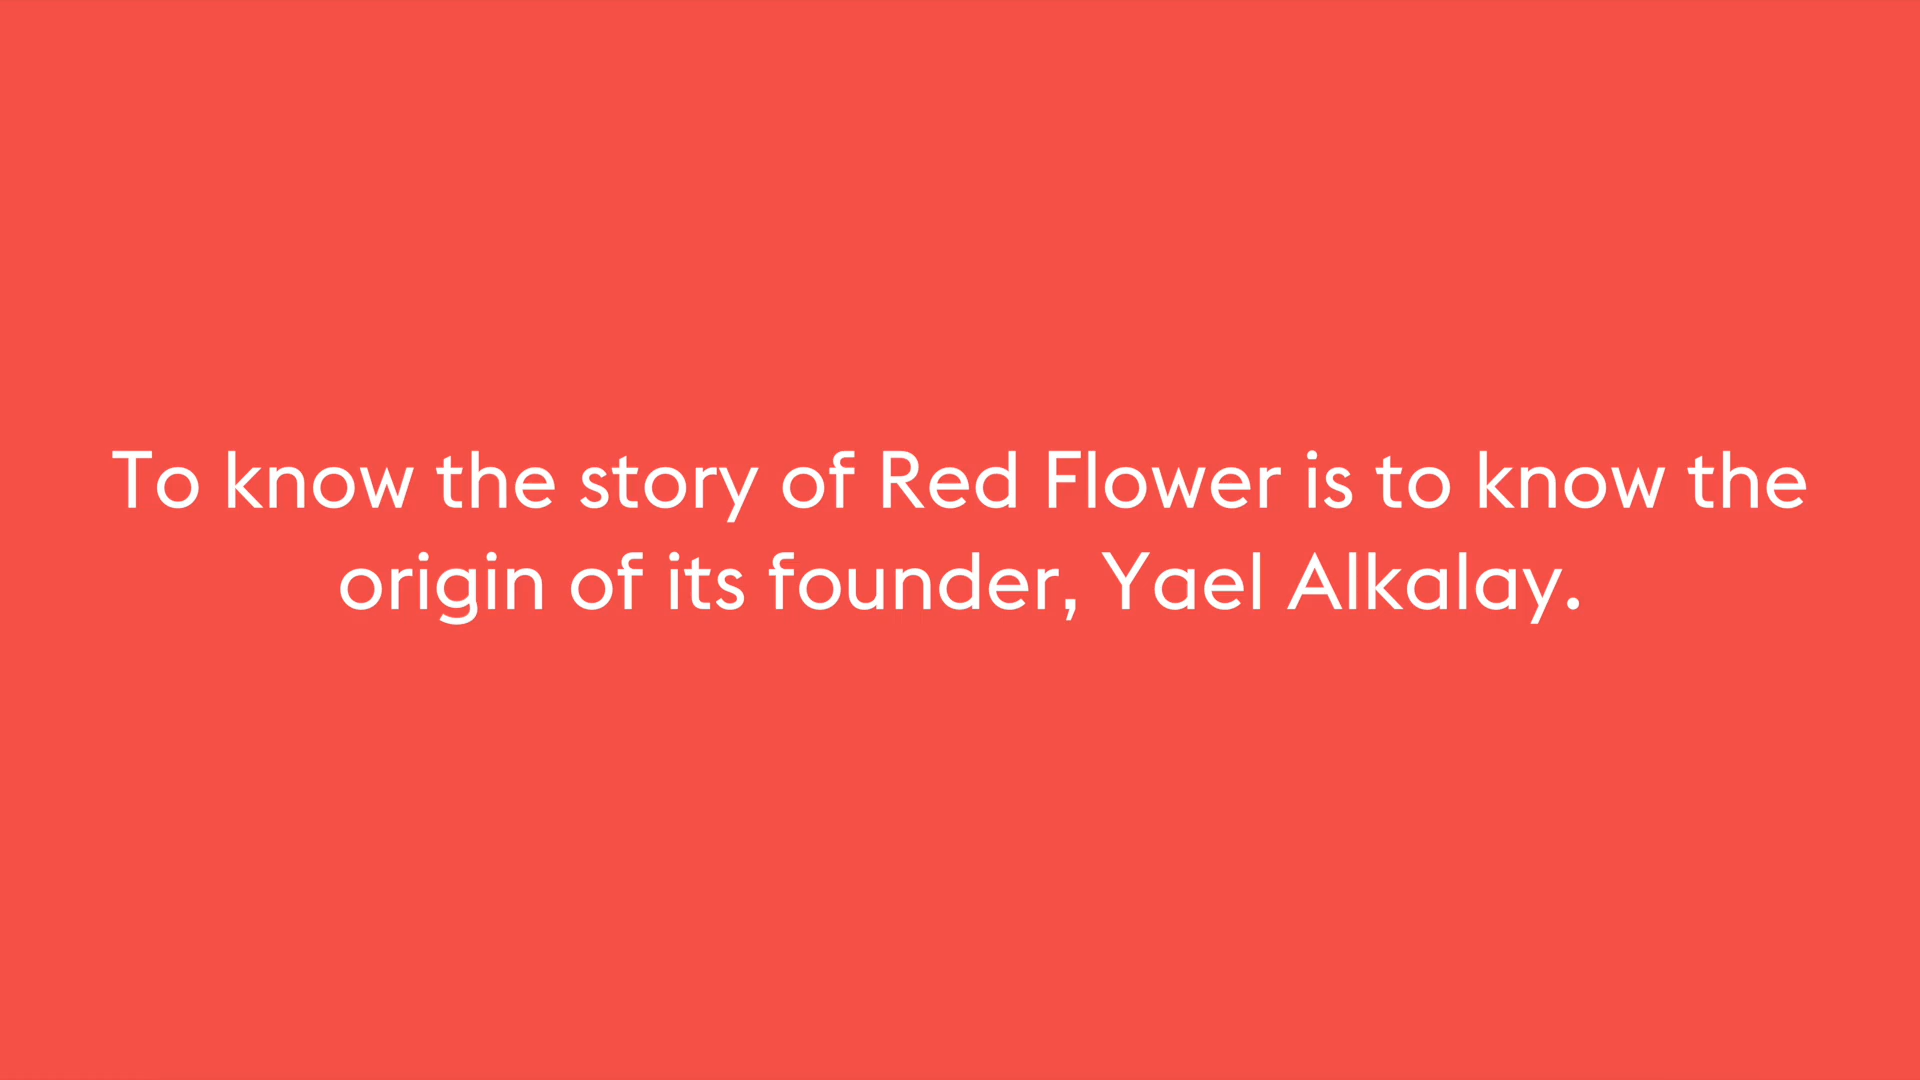 To know the story of Red Flower is to know the
origin of its founder, Yael Alkalay.